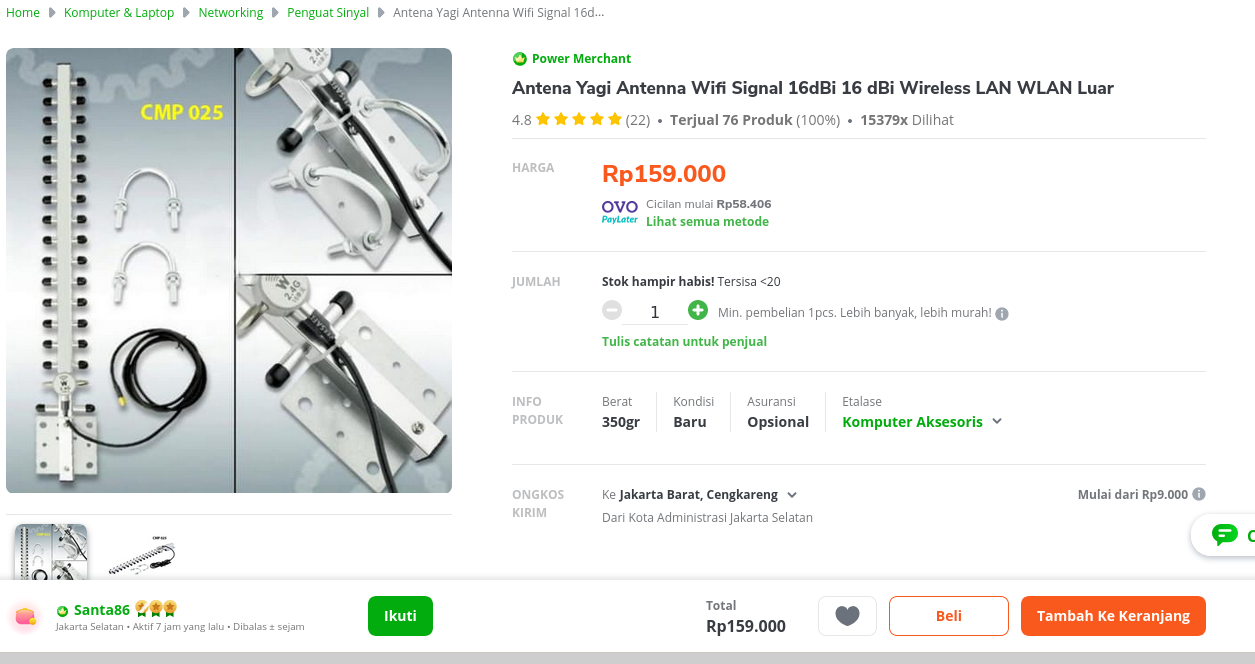 Home Komputer & Laptop Networking Penguat Sinyal Antena Yagi Antenna Wifi Signal 16d...
CMP 025
Power Merchant
Antena Yagi Antenna Wifi Signal 16dBi 16 dBi Wireless LAN WLAN Luar
4.8 (22) • Terjual 76 Produk (100%) • 15379x Dilihat
HARGA
Rp159.000
OVO PayLater
Cicilan mulai Rp58.406
Lihat semua metode
JUMLAH
Stok hampir habis! Tersisa <20
1
Min. pembelian 1pcs. Lebih banyak, lebih murah!
Tulis catatan untuk penjual
INFO PRODUK
Berat Kondisi Asuransi Etalase
350gr Baru Opsional Komputer Aksesoris
ONGKOS KIRIM
Ke Jakarta Barat, Cengkareng
Mulai dari Rp9.000
Dari Kota Administrasi Jakarta Selatan
Santa86
Jakarta Selatan • Aktif 7 jam yang lalu • Dibalas ± sejam
Ikuti
Total
Rp159.000
Beli
Tambah Ke Keranjang